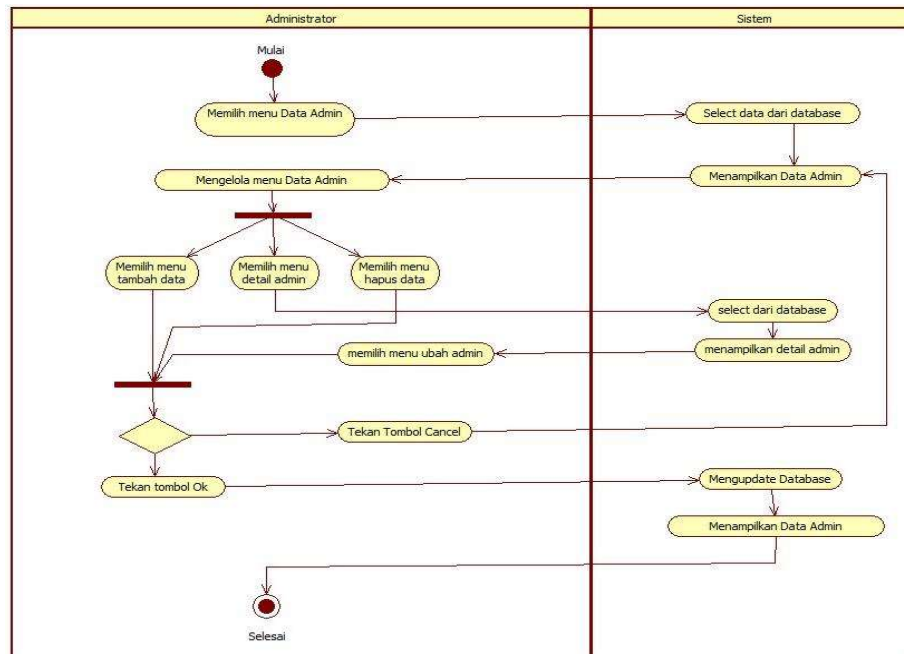 Administrator
Sistem
Mulai
Memilih menu Data Admin
Select data dari database
Mengelola menu Data Admin
Menampilkan Data Admin
Memilih menu
tambah data
Memilih menu
detail admin
Memilih menu
hapus data
select dari database
memilih menu ubah admin
menampilkan detail admin
Tekan Tombol Cancel
Tekan tombol Ok
Mengupdate Database
Menampilkan Data Admin
Selesai